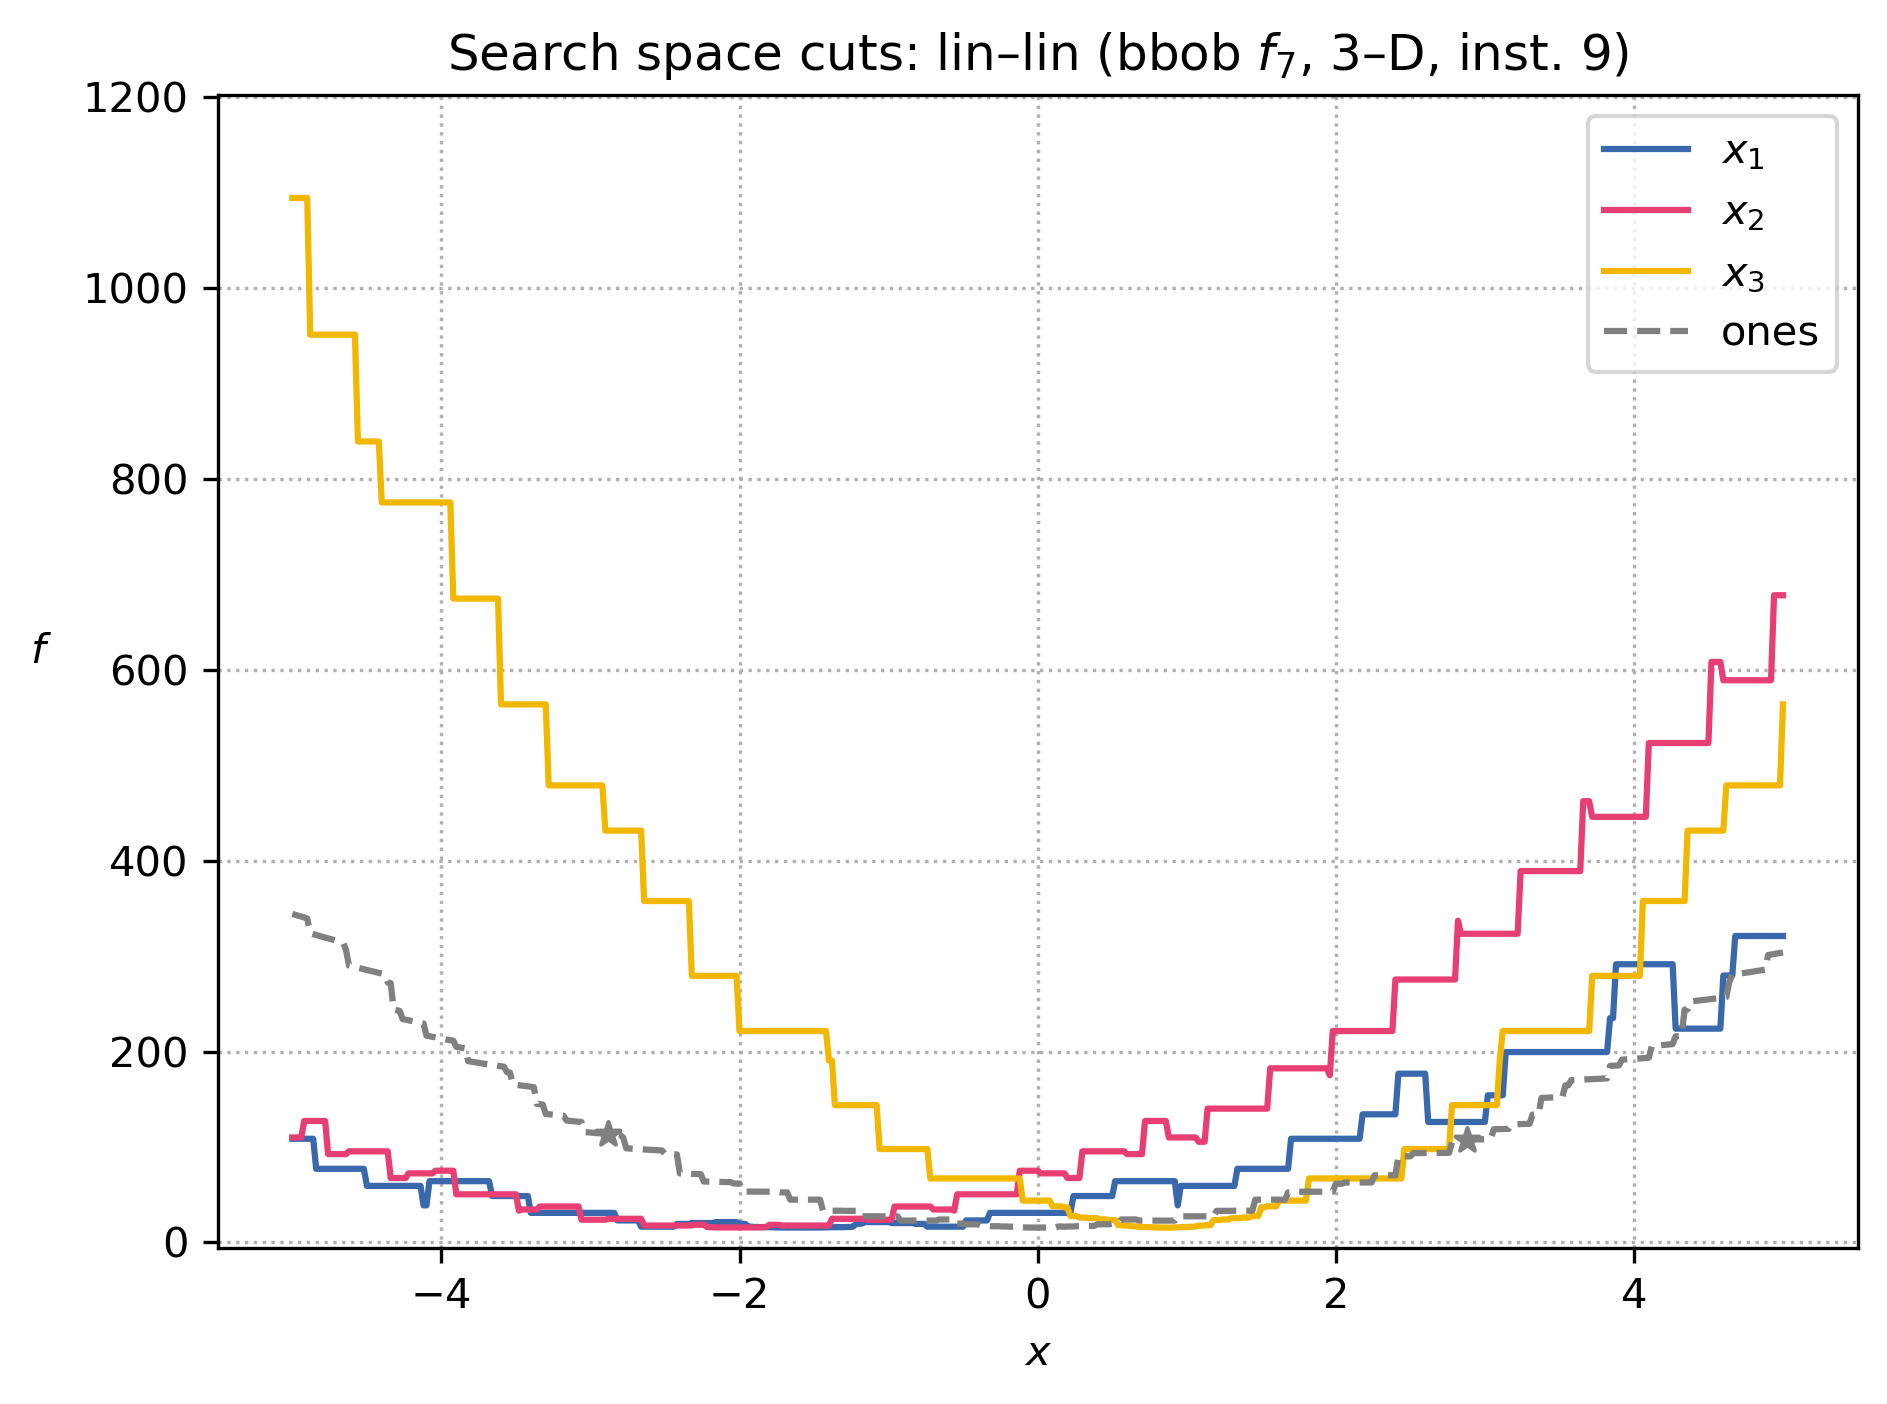 Search space cuts: lin–lin (bbob f₇, 3–D, inst. 9)
1200
1000
800
600
400
200
0
f
−4
−2
0
2
4
x
x₁
x₂
x₃
ones